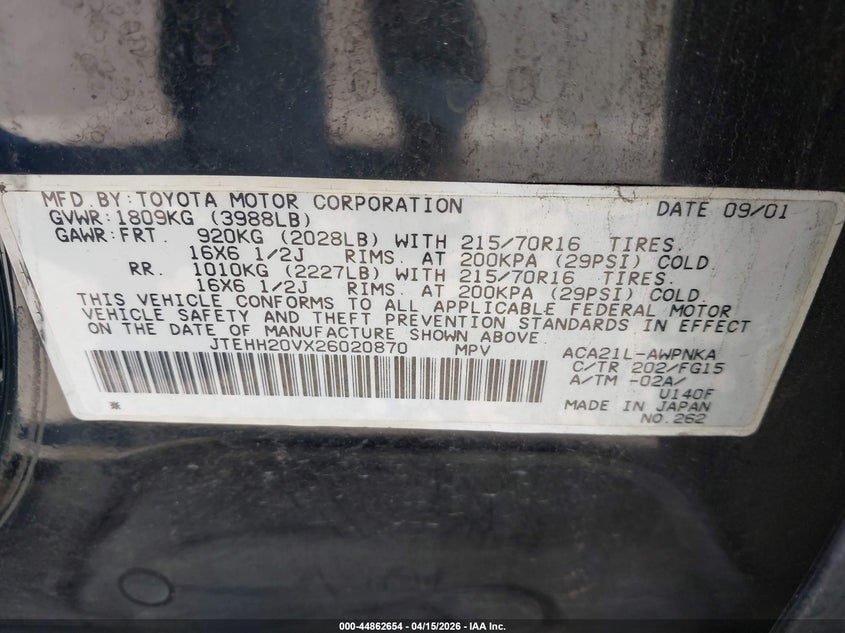 MFD.BY:TOYOTA MOTOR CORPORATION DATE 09/01
GVWR:1809KG (3988LB)
GAWR:FRT. 920KG (2028LB) WITH 215/70R16 TIRES.
16X6 1/2J RIMS. AT 200KPA (29PSI) COLD
RR. 1010KG (2227LB) WITH 215/70R16 TIRES.
16X6 1/2J RIMS. AT 200KPA (29PSI) COLD
THIS VEHICLE CONFORMS TO ALL APPLICABLE FEDERAL MOTOR
VEHICLE SAFETY AND THEFT PREVENTION STANDARDS IN EFFECT
ON THE DATE OF MANUFACTURE SHOWN ABOVE.
JTEHH20VX26020870 MPV ACA21L-AWPNKA
C/TR 202/FG15
A/TM -02A/
U140F
MADE IN JAPAN
NO.262
000-44862654 - 04/15/2026 - IAA Inc.